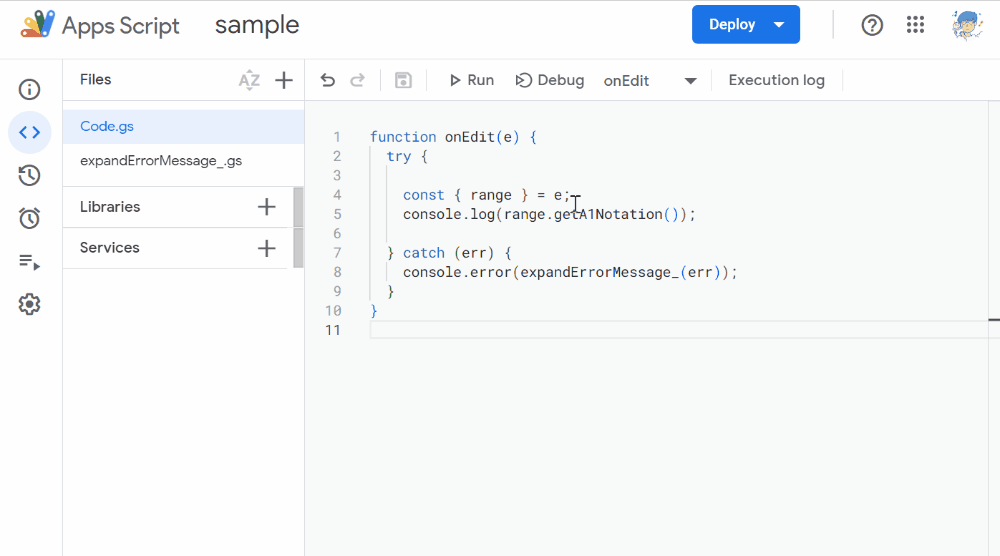 Apps Script sample Deploy
Files AZ Run Debug onEdit Execution log
Code.gs
expandErrorMessage_.gs
Libraries
Services
1 function onEdit(e) {
2 try {
3
4 const { range } = e;
5 console.log(range.getA1Notation());
6
7 } catch (err) {
8 console.error(expandErrorMessage_(err));
9 }
10 }
11